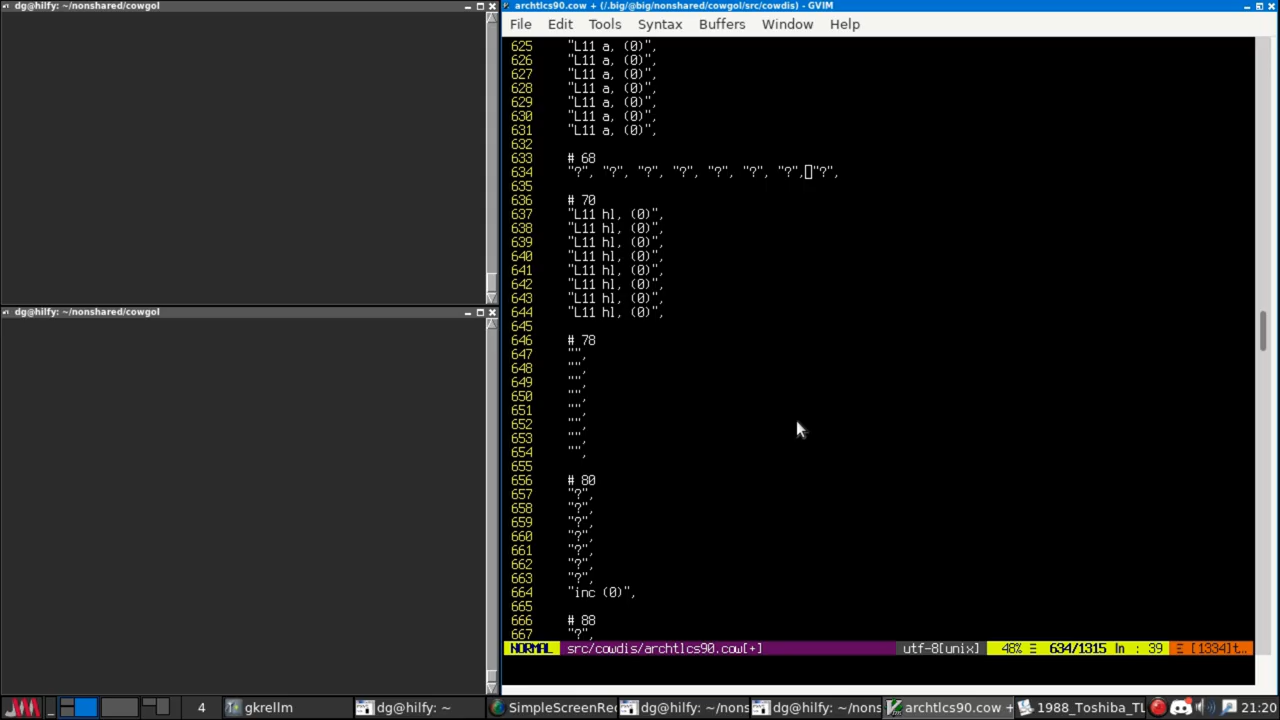 dg@hilfy: ~/nonshared/cowgol
archtlcs90.cow + (/.big/@big/nonshared/cowgol/src/cowdis) - GVIM
File Edit Tools Syntax Buffers Window Help
625 "L11 a, (0)",
626 "L11 a, (0)",
627 "L11 a, (0)",
628 "L11 a, (0)",
629 "L11 a, (0)",
630 "L11 a, (0)",
631 "L11 a, (0)",
632
633 # 68
634 "?", "?", "?", "?", "?", "?", "?", "?",
635
636 # 70
637 "L11 hl, (0)",
638 "L11 hl, (0)",
639 "L11 hl, (0)",
640 "L11 hl, (0)",
641 "L11 hl, (0)",
642 "L11 hl, (0)",
643 "L11 hl, (0)",
644 "L11 hl, (0)",
645
646 # 78
647 "",
648 "",
649 "",
650 "",
651 "",
652 "",
653 "",
654 "",
655
656 # 80
657 "?",
658 "?",
659 "?",
660 "?",
661 "?",
662 "?",
663 "?",
664 "inc (0)",
665
666 # 88
667 "?",
NORMAL src/cowdis/archtlcs90.cow[+] utf-8[unix] 48% 634/1315 ln : 39 [1334]t..
dg@hilfy: ~/nonshared/cowgol
4 gkrellm dg@hilfy: ~ SimpleScreenRec dg@hilfy: ~/nons dg@hilfy: ~/nons archtlcs90.cow + 1988_Toshiba_TL 21:20